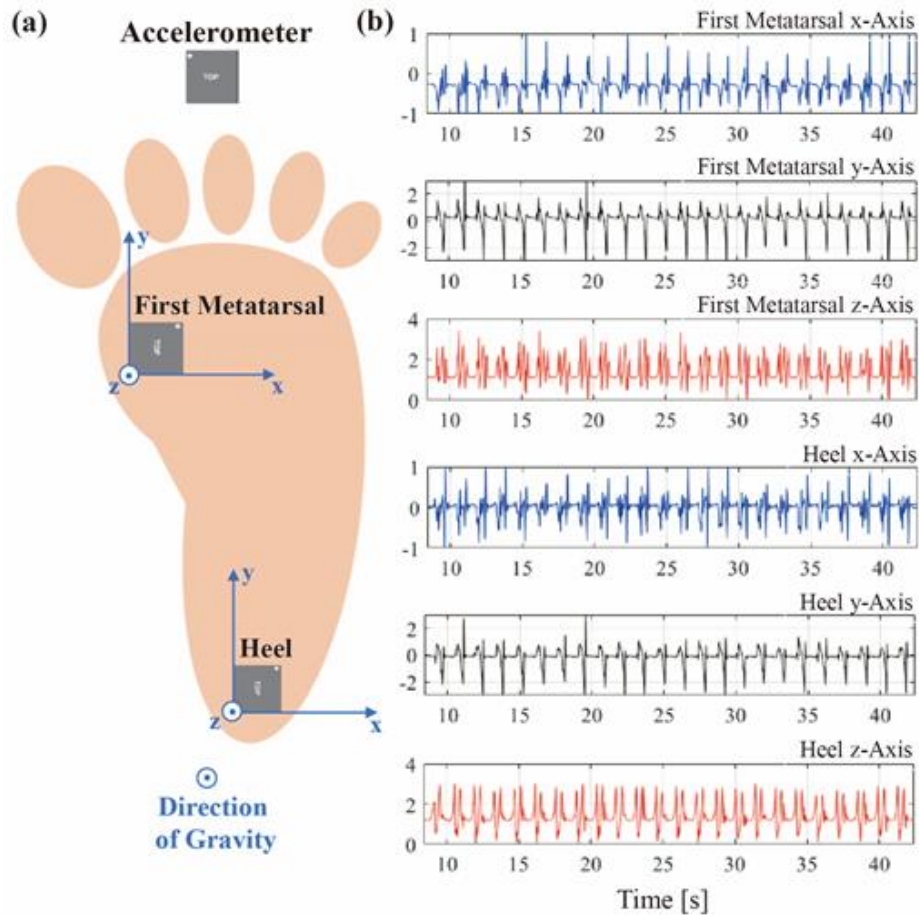 (a)
Accelerometer
TOP
y
First Metatarsal
TOP
z
x
y
Heel
TOP
z
x
Direction
of Gravity
(b)
First Metatarsal x-Axis
1
0
-1
10 15 20 25 30 35 40
First Metatarsal y-Axis
2
0
-2
10 15 20 25 30 35 40
First Metatarsal z-Axis
4
2
0
10 15 20 25 30 35 40
Heel x-Axis
1
0
-1
10 15 20 25 30 35 40
Heel y-Axis
2
0
-2
10 15 20 25 30 35 40
Heel z-Axis
4
2
0
10 15 20 25 30 35 40
Time [s]